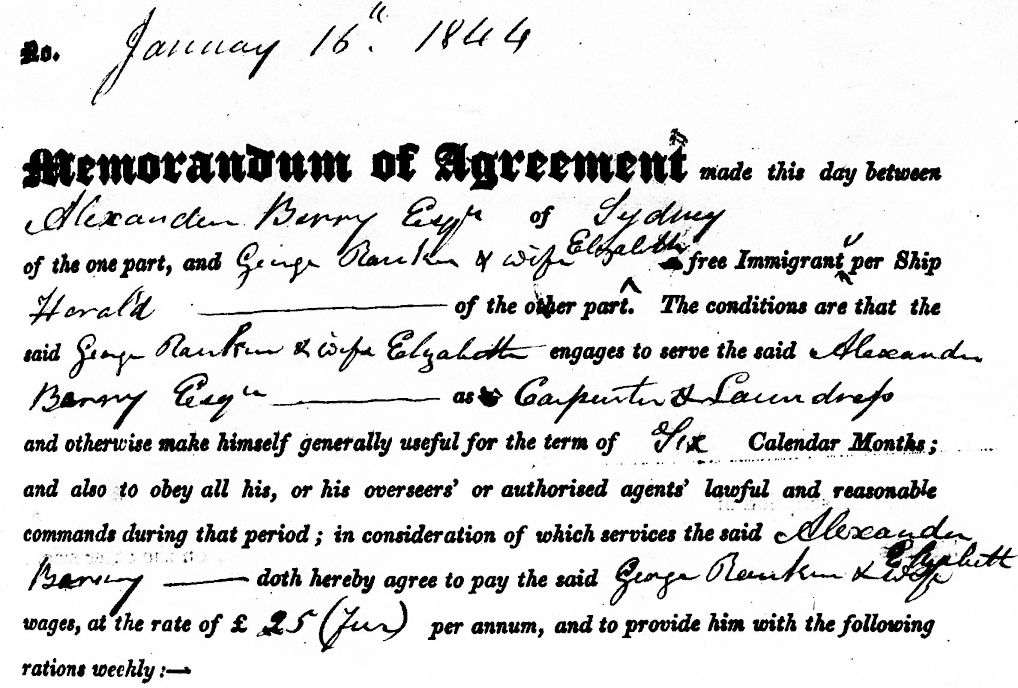 No. January 16". 1844
Memorandum of Agreement made this day between
Alexander Berry Esqr of Sydney
of the one part, and George Rankin & wife Elizabeth free Immigrants per Ship
Herald of the other part. The conditions are that the
said George Rankin & wife Elizabeth engages to serve the said Alexander
Berry Esqre as Carpenter & Laundress
and otherwise make himself generally useful for the term of Six Calendar Months;
and also to obey all his, or his overseers' or authorised agents' lawful and reasonable
commands during that period; in consideration of which services the said Alexander
Berry doth hereby agree to pay the said George Rankin & wife Elizabeth
wages, at the rate of £ 25 per annum, and to provide him with the following
rations weekly:—